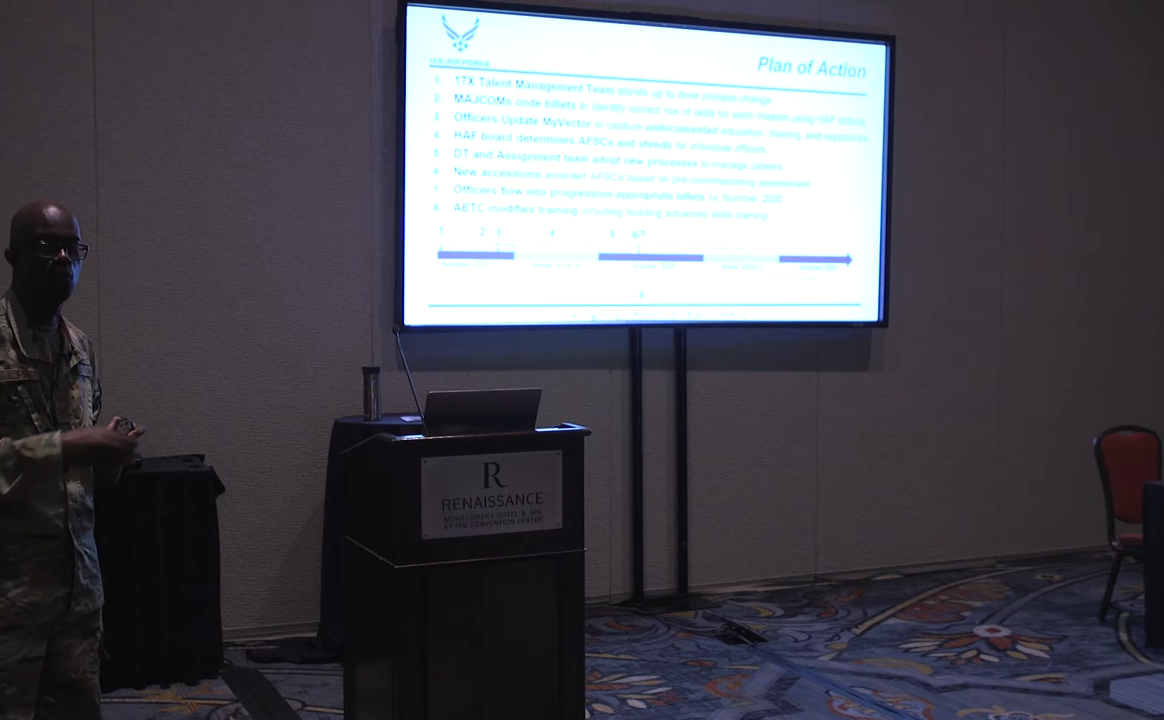 U.S. AIR FORCE
Plan of Action
1. 17X Talent Management Team stands up to drive process change
2. MAJCOMs code billets to identify correct mix of skills for each mission using HAF
3. Officers Update MyVector to capture undocumented education, training, and experience
4. HAF board determines AFSCs and shreds for individual officers
5. DT and Assignment team adopt new processes to manage careers
6. New accessions awarded AFSCs based on pre-commissioning
7. Officers flow into progression-appropriate billets by Summer 2020
8. AETC modifies training including building advanced skills training
1 2 3 4 5 6/7
R
RENAISSANCE
MONTGOMERY HOTEL & SPA
AT THE CONVENTION CENTER